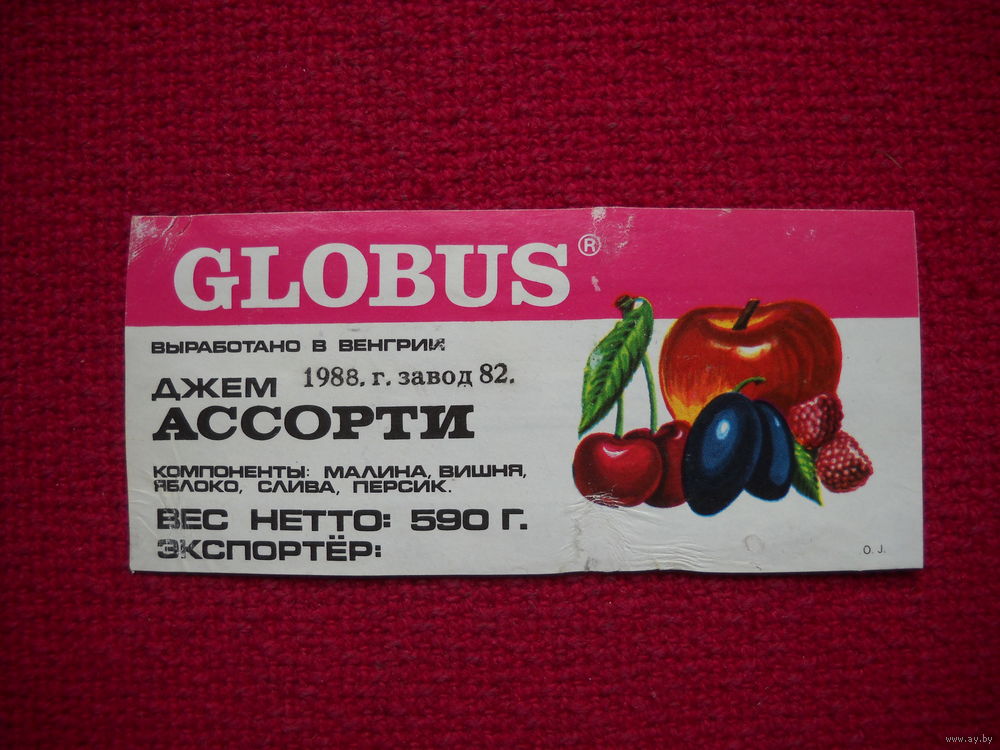 GLOBUS®
ВЫРАБОТАНО В ВЕНГРИИ
ДЖЕМ 1988. г. завод 82.
АССОРТИ
КОМПОНЕНТЫ: МАЛИНА, ВИШНЯ,
ЯБЛОКО, СЛИВА, ПЕРСИК.
ВЕС НЕТТО: 590 Г.
ЭКСПОРТЁР:
O. J.
www.ay.by